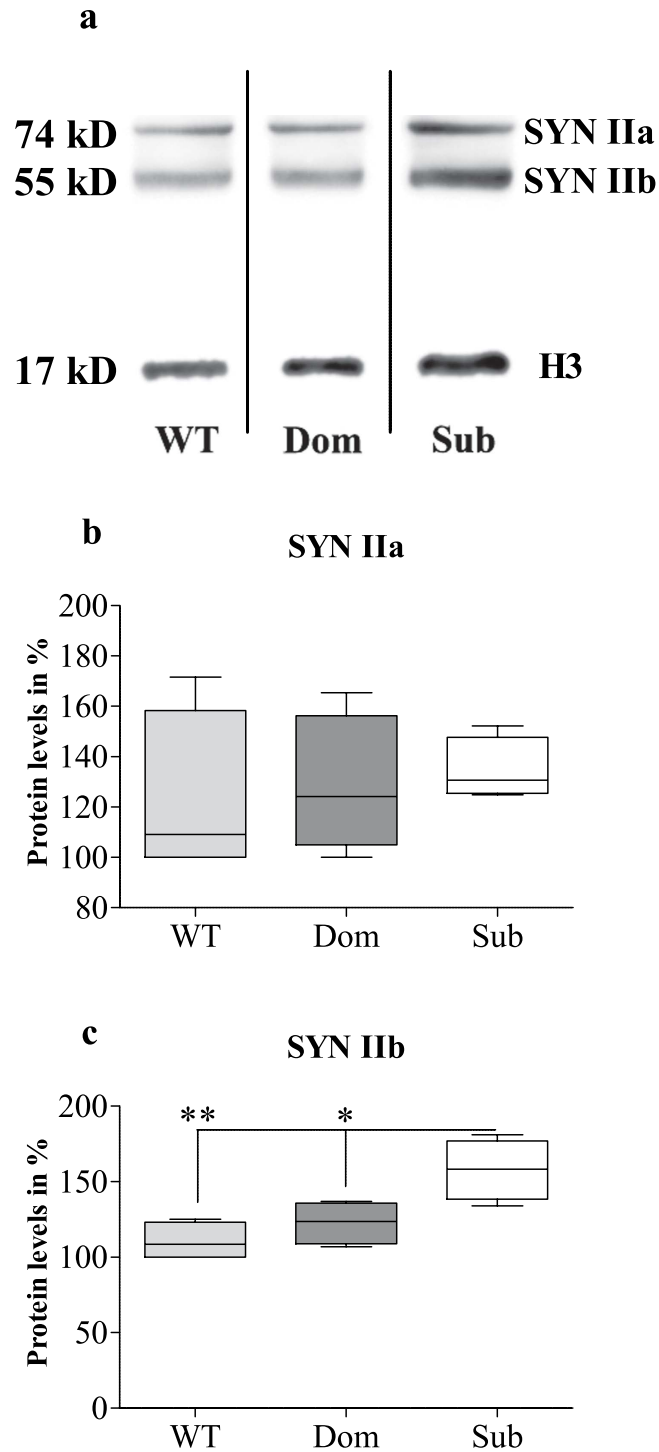 a
74 kD SYN IIa
55 kD SYN IIb
17 kD H3
WT Dom Sub
b
SYN IIa
Protein levels in %
200
180
160
140
120
100
80
WT Dom Sub
c
SYN IIb
Protein levels in %
** *
200
150
100
50
0
WT Dom Sub